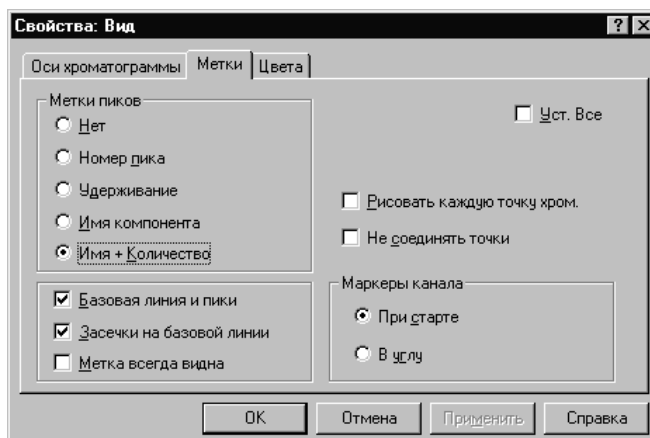 Свойства: Вид
Оси хроматограммы Метки Цвета
Метки пиков
Нет
Номер пика
Удерживание
Имя компонента
Имя + Количество
Уст. Все
Рисовать каждую точку хром.
Не соединять точки
Базовая линия и пики
Засечки на базовой линии
Метка всегда видна
Маркеры канала
При старте
В углу
OK Отмена Применить Справка